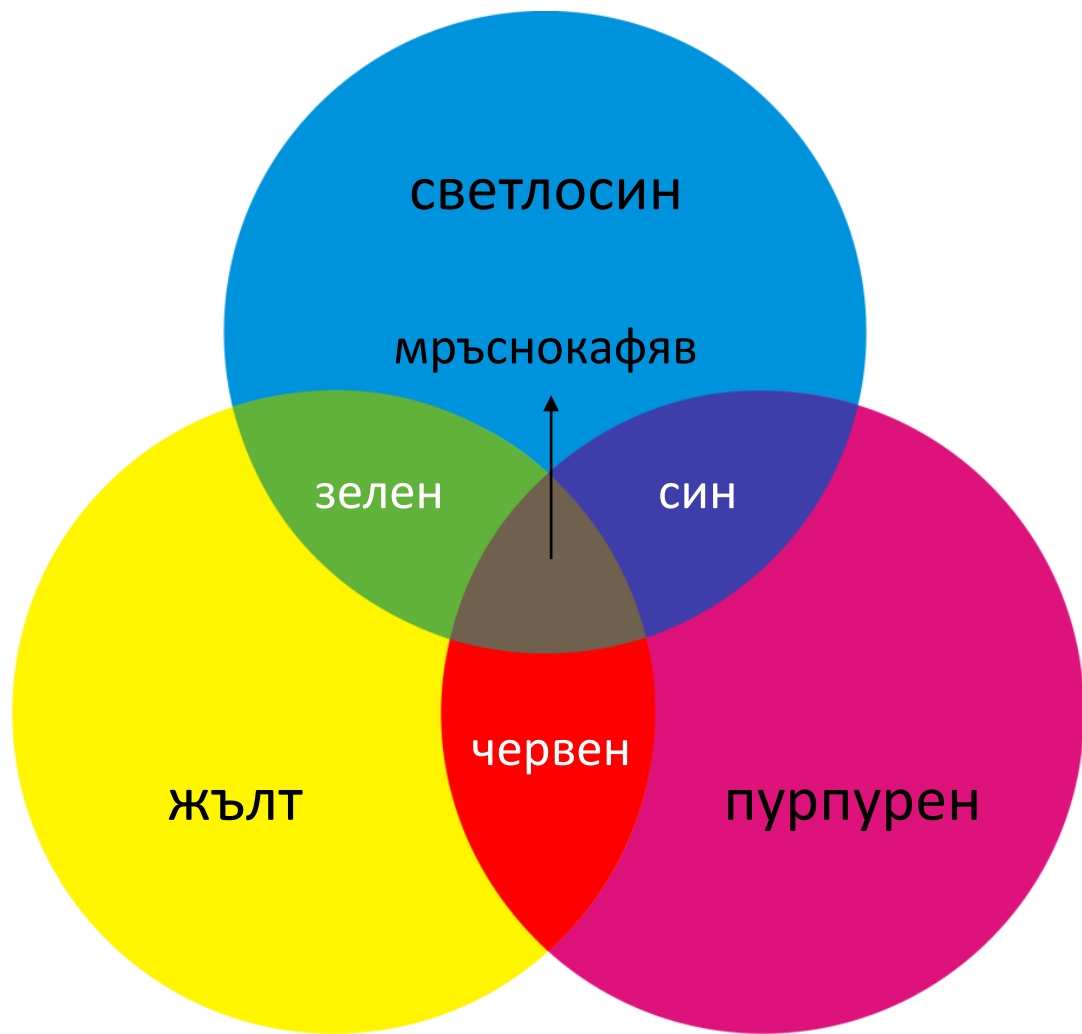 светлосин
мръснокафяв
зелен
син
червен
жълт
пурпурен